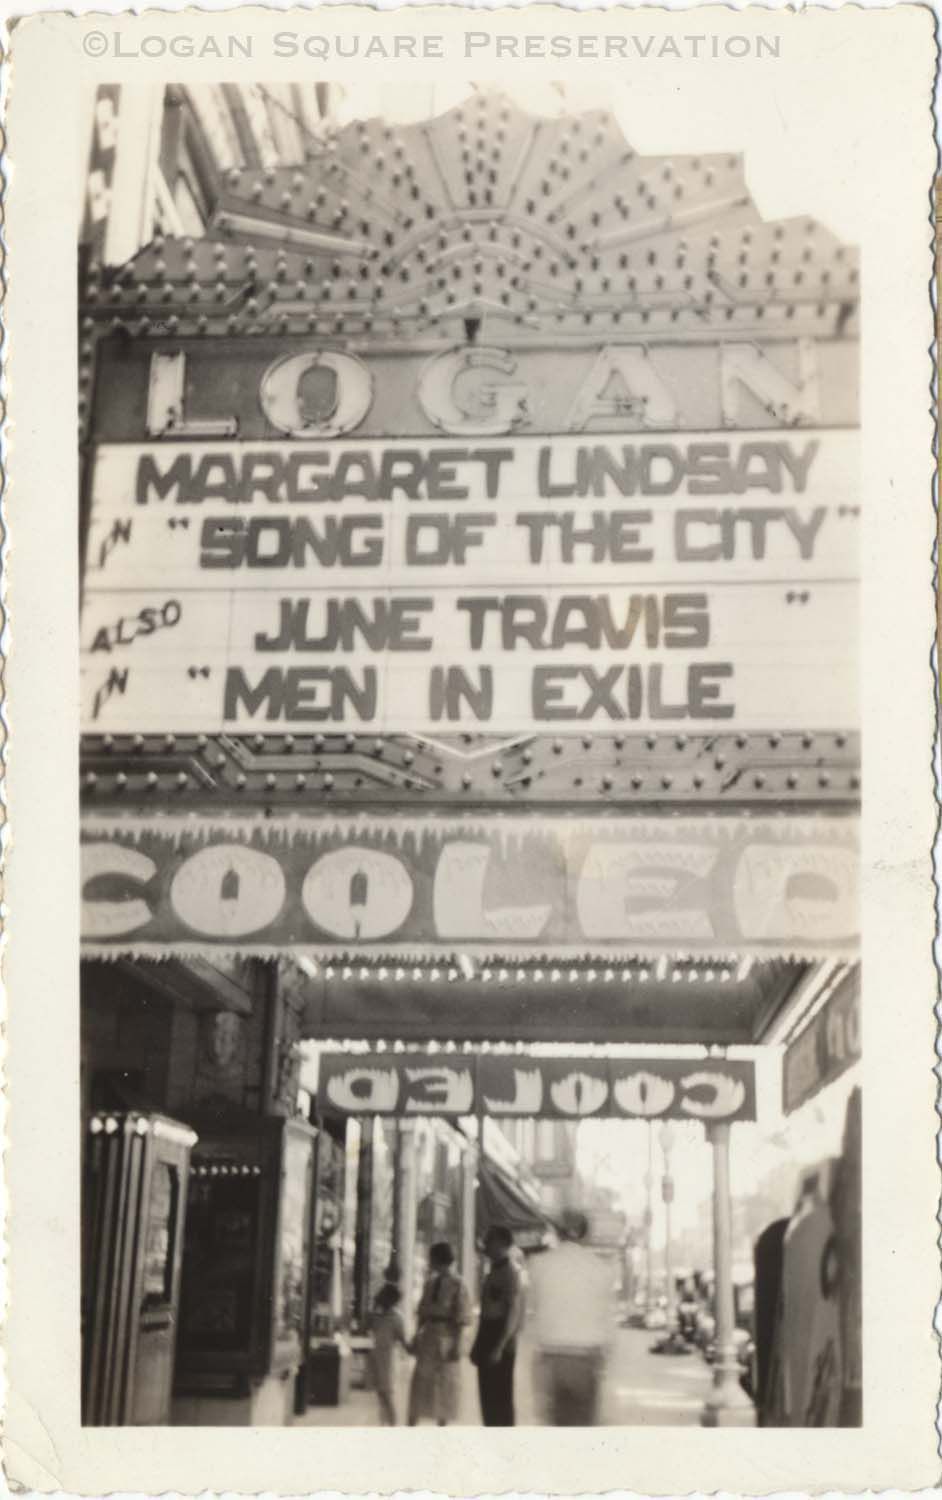 ©LOGAN SQUARE PRESERVATION
LOGAN
MARGARET LINDSAY
IN "SONG OF THE CITY"
ALSO JUNE TRAVIS "
IN "MEN IN EXILE
COOLED
COOLED